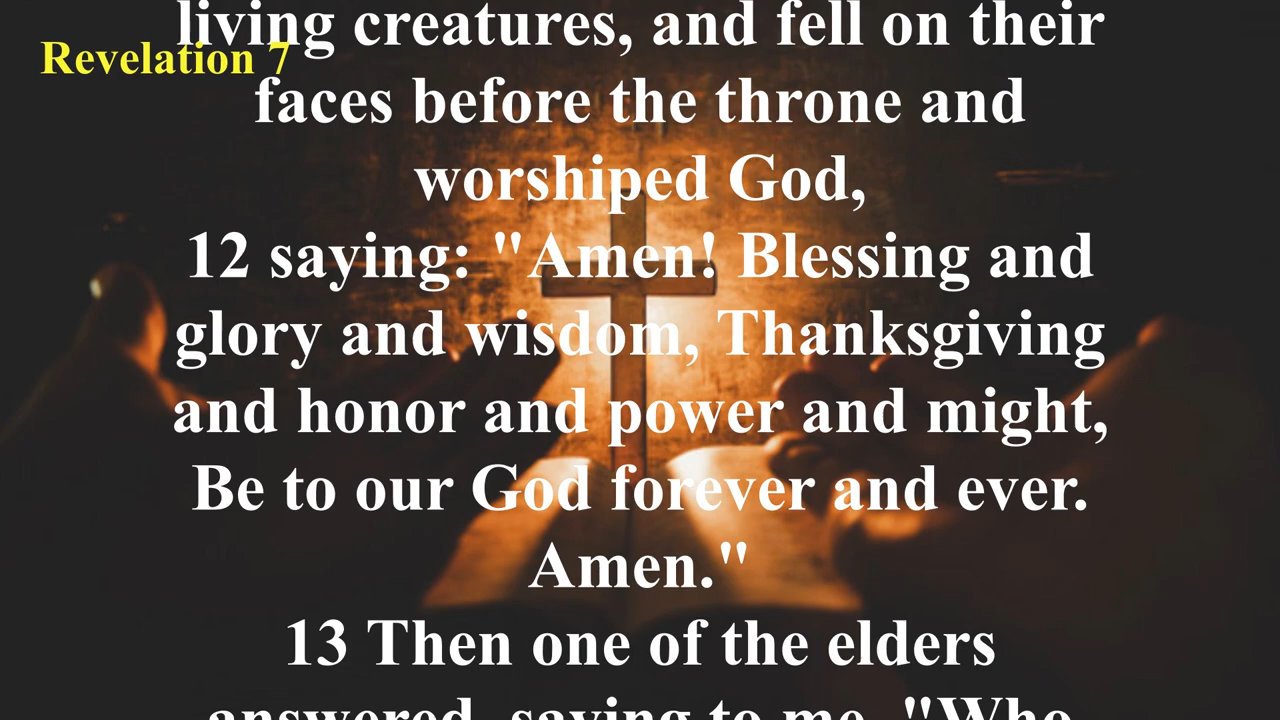 living creatures, and fell on their
Revelation 7
faces before the throne and
worshiped God,
12 saying: "Amen! Blessing and
glory and wisdom, Thanksgiving
and honor and power and might,
Be to our God forever and ever.
Amen."
13 Then one of the elders
answered, saying to me, "Who